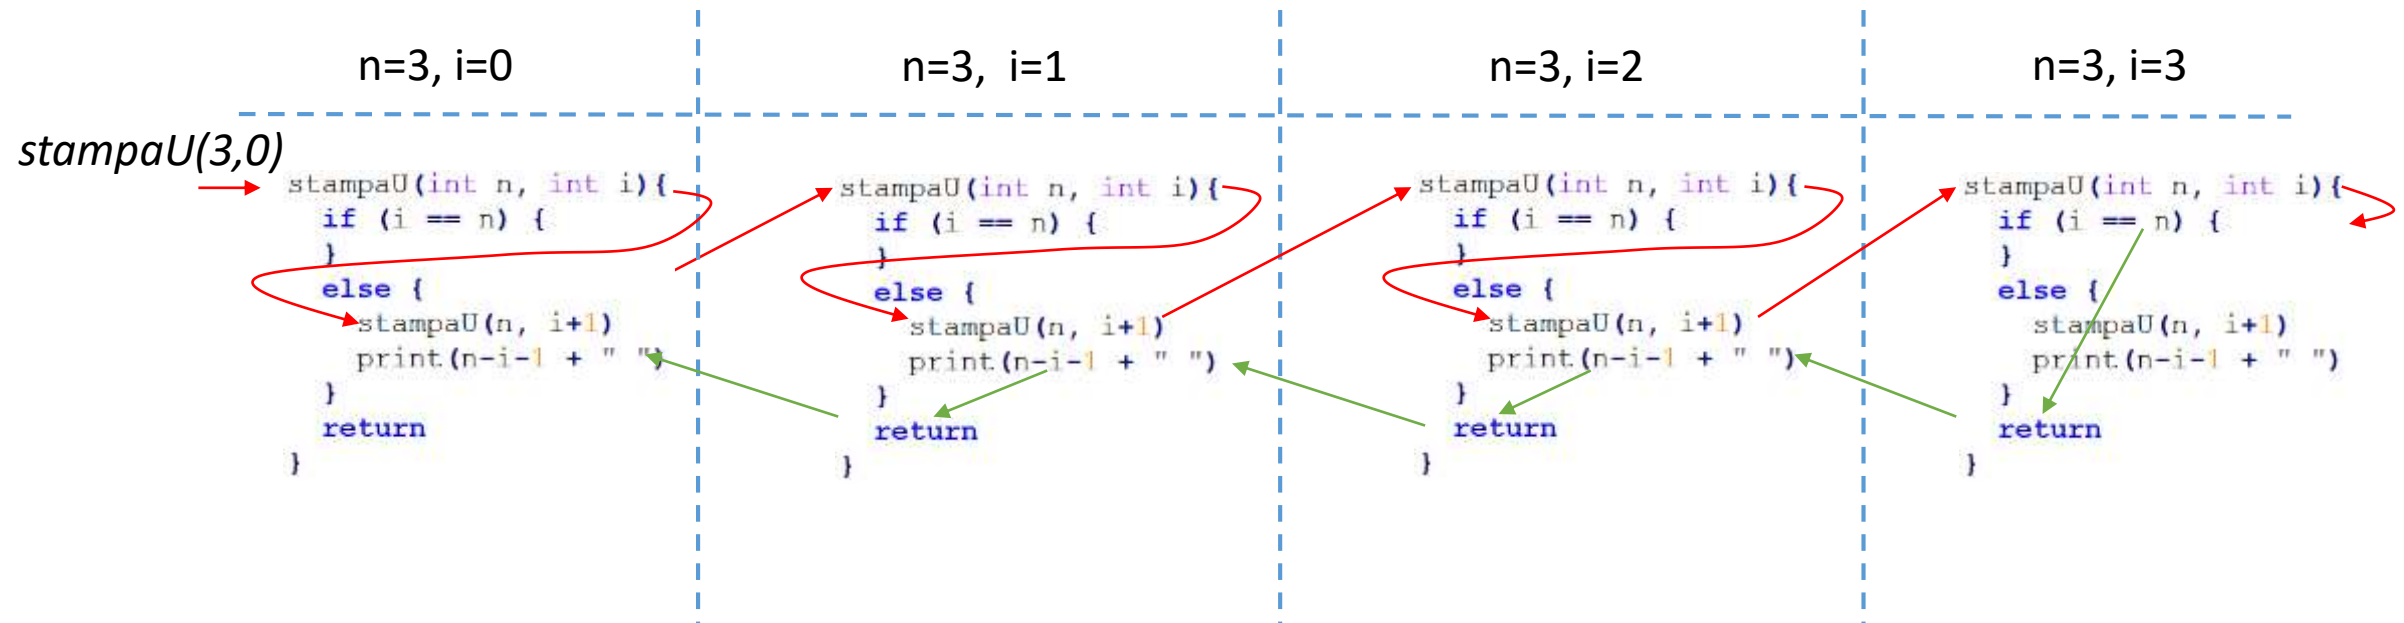 n=3, i=0
n=3, i=1
n=3, i=2
n=3, i=3
stampaU(3,0)
stampaU(int n, int i){
if (i == n) {
}
else {
stampaU(n, i+1)
print(n-i-1 + " ")
}
return
}
stampaU(int n, int i){
if (i == n) {
}
else {
stampaU(n, i+1)
print(n-i-1 + " ")
}
return
}
stampaU(int n, int i){
if (i == n) {
}
else {
stampaU(n, i+1)
print(n-i-1 + " ")
}
return
}
stampaU(int n, int i){
if (i == n) {
}
else {
stampaU(n, i+1)
print(n-i-1 + " ")
}
return
}